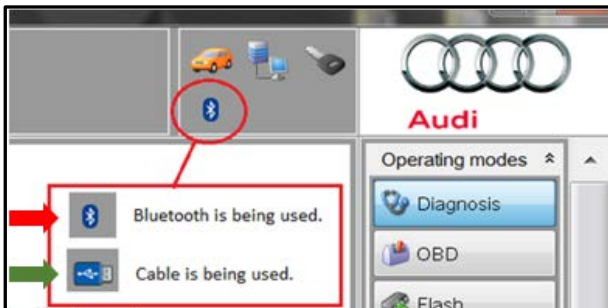 Audi
Operating modes
Diagnosis
OBD
Flash
Bluetooth is being used.
Cable is being used.